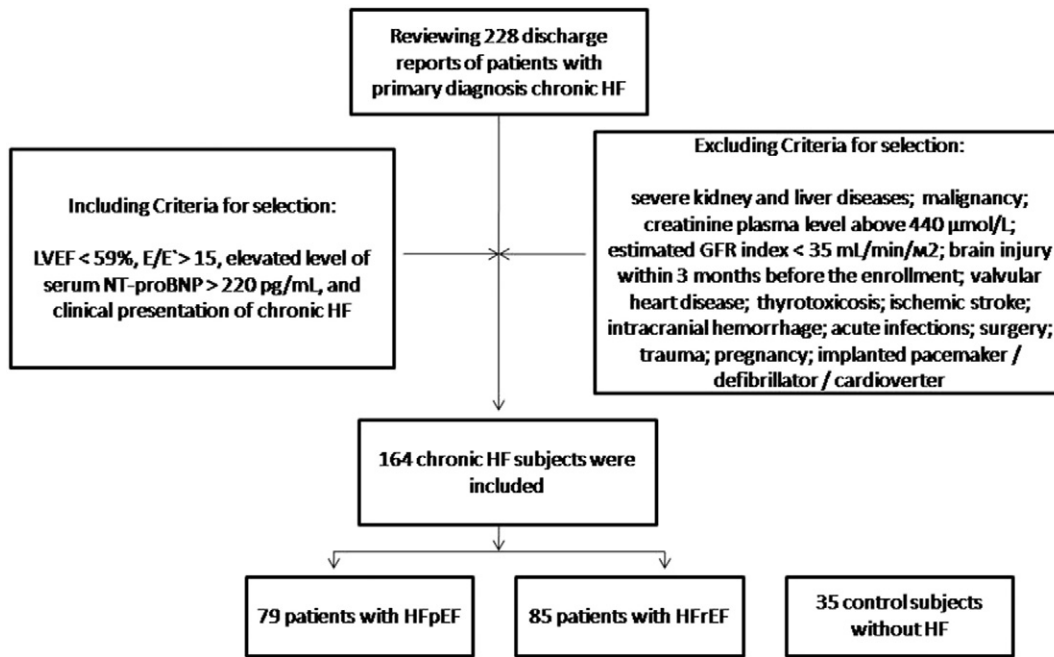 Reviewing 228 discharge
reports of patients with
primary diagnosis chronic HF
Including Criteria for selection:
LVEF < 59%, E/E`> 15, elevated level of
serum NT-proBNP > 220 pg/mL, and
clinical presentation of chronic HF
Excluding Criteria for selection:
severe kidney and liver diseases; malignancy;
creatinine plasma level above 440 μmol/L;
estimated GFR index < 35 mL/min/м2; brain injury
within 3 months before the enrollment; valvular
heart disease; thyrotoxicosis; ischemic stroke;
intracranial hemorrhage; acute infections; surgery;
trauma; pregnancy; implanted pacemaker /
defibrillator / cardioverter
164 chronic HF subjects were
included
79 patients with HFpEF
85 patients with HFrEF
35 control subjects
without HF